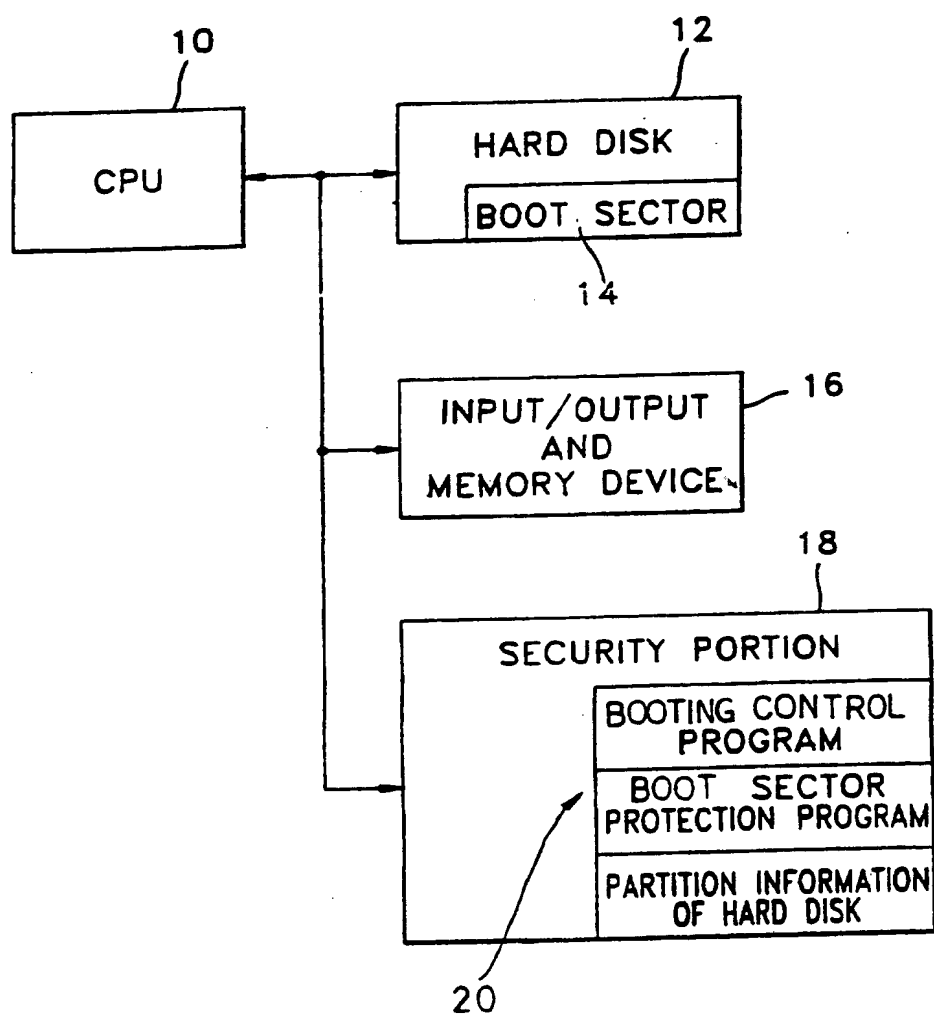 10
12
CPU
HARD DISK
BOOT SECTOR
14
INPUT/OUTPUT
AND
MEMORY DEVICE
16
18
SECURITY PORTION
BOOTING CONTROL
PROGRAM
BOOT SECTOR
PROTECTION PROGRAM
PARTITION INFORMATION
OF HARD DISK
20